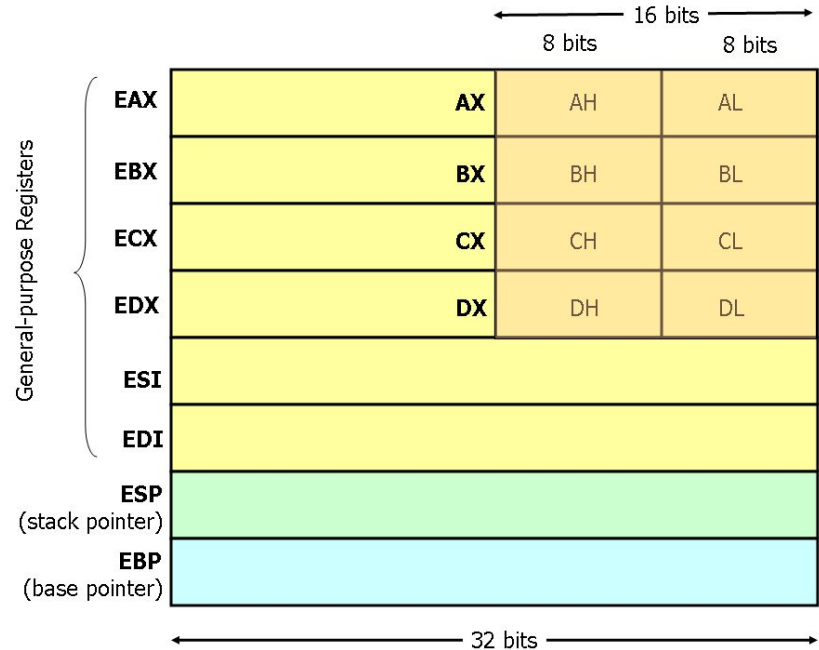 16 bits
8 bits 8 bits
General-purpose Registers
EAX AX AH AL
EBX BX BH BL
ECX CX CH CL
EDX DX DH DL
ESI
EDI
ESP
(stack pointer)
EBP
(base pointer)
32 bits